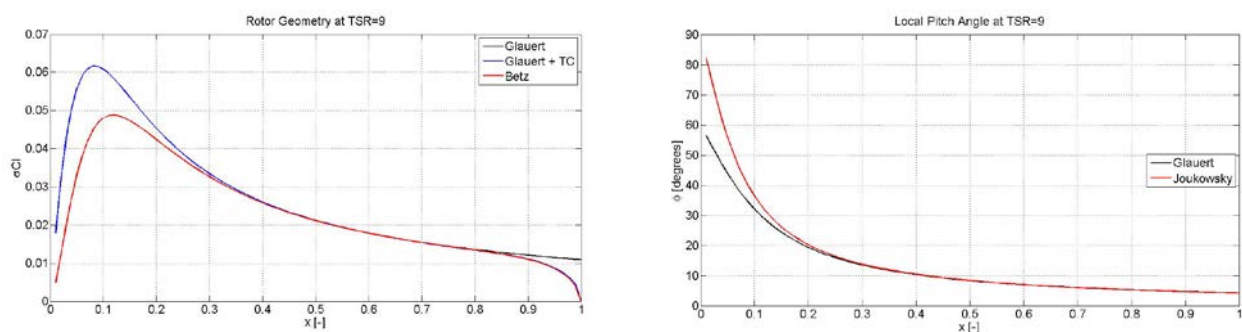 Rotor Geometry at TSR=9
0.07
0.06
0.05
0.04
0.03
0.02
0.01
0
σCl
0 0.1 0.2 0.3 0.4 0.5 0.6 0.7 0.8 0.9 1
x [-]
Glauert
Glauert + TC
Betz
Local Pitch Angle at TSR=9
90
80
70
60
50
40
30
20
10
0
ϕ [degrees]
0 0.1 0.2 0.3 0.4 0.5 0.6 0.7 0.8 0.9 1
x [-]
Glauert
Joukowsky